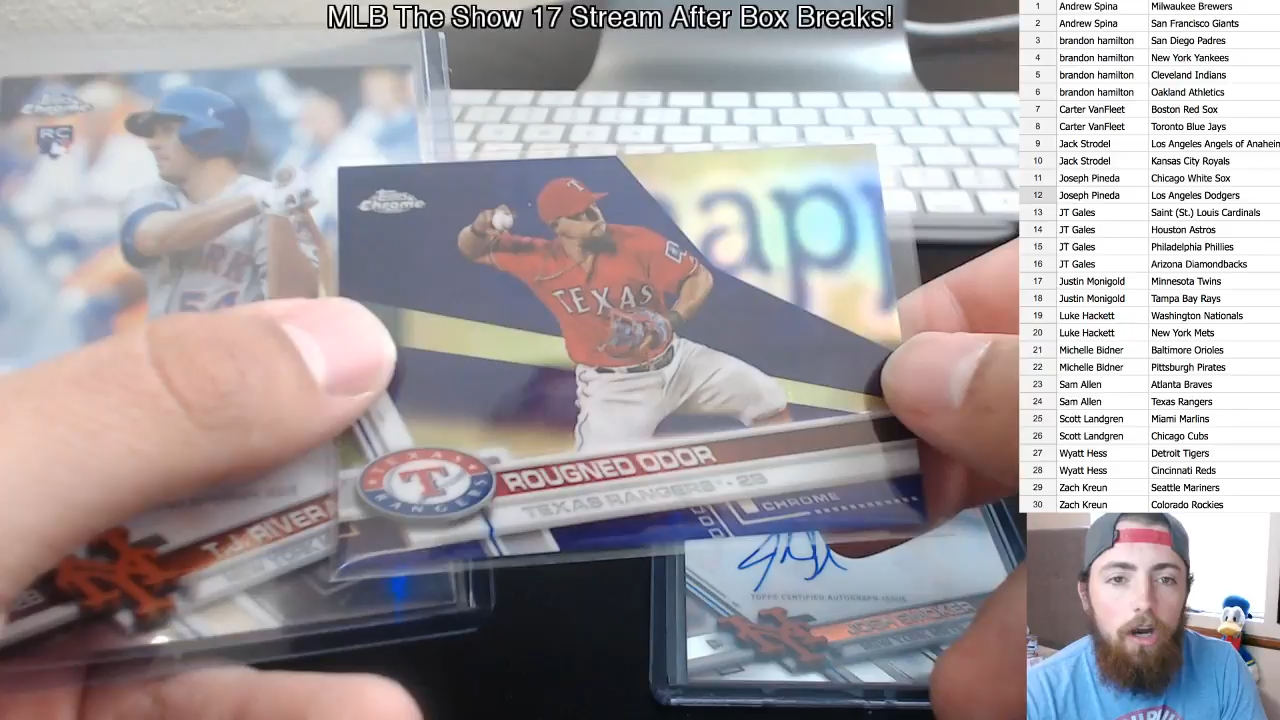 MLB The Show 17 Stream After Box Breaks!
1 Andrew Spina Milwaukee Brewers
2 Andrew Spina San Francisco Giants
3 brandon hamilton San Diego Padres
4 brandon hamilton New York Yankees
5 brandon hamilton Cleveland Indians
6 brandon hamilton Oakland Athletics
7 Carter VanFleet Boston Red Sox
8 Carter VanFleet Toronto Blue Jays
9 Jack Strodel Los Angeles Angels of Anaheim
10 Jack Strodel Kansas City Royals
11 Joseph Pineda Chicago White Sox
12 Joseph Pineda Los Angeles Dodgers
13 JT Gales Saint (St.) Louis Cardinals
14 JT Gales Houston Astros
15 JT Gales Philadelphia Phillies
16 JT Gales Arizona Diamondbacks
17 Justin Monigold Minnesota Twins
18 Justin Monigold Tampa Bay Rays
19 Luke Hackett Washington Nationals
20 Luke Hackett New York Mets
21 Michelle Bidner Baltimore Orioles
22 Michelle Bidner Pittsburgh Pirates
23 Sam Allen Atlanta Braves
24 Sam Allen Texas Rangers
25 Scott Landgren Miami Marlins
26 Scott Landgren Chicago Cubs
27 Wyatt Hess Detroit Tigers
28 Wyatt Hess Cincinnati Reds
29 Zach Kreun Seattle Mariners
30 Zach Kreun Colorado Rockies
Chrome
RC
Topps
Chrome
T
TEXAS
TEXAS
T
RANGERS
ROUGNED ODOR
TEXAS RANGERS • 2B
CHROME
T.J. RIVER
TOPPS CERTIFIED AUTOGRAPH ISSUE
JOSH SMOKER